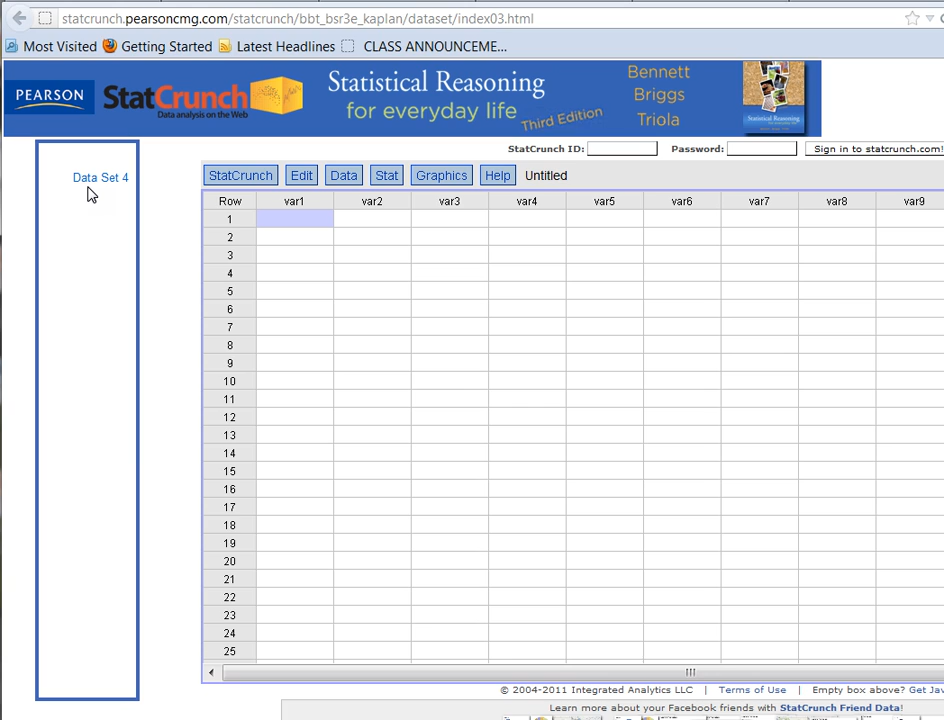 statcrunch.pearsoncmg.com/statcrunch/bbt_bsr3e_kaplan/dataset/index03.html
Most Visited Getting Started Latest Headlines CLASS ANNOUNCEME...
PEARSON StatCrunch Data analysis on the Web
Statistical Reasoning
for everyday life Third Edition
Bennett
Briggs
Triola
Statistical Reasoning
StatCrunch ID: Password: Sign in to statcrunch.com!
Data Set 4
StatCrunch Edit Data Stat Graphics Help Untitled
Row var1 var2 var3 var4 var5 var6 var7 var8 var9
1
2
3
4
5
6
7
8
9
10
11
12
13
14
15
16
17
18
19
20
21
22
23
24
25
© 2004-2011 Integrated Analytics LLC | Terms of Use | Empty box above? Get Jav
Learn more about your Facebook friends with StatCrunch Friend Data!